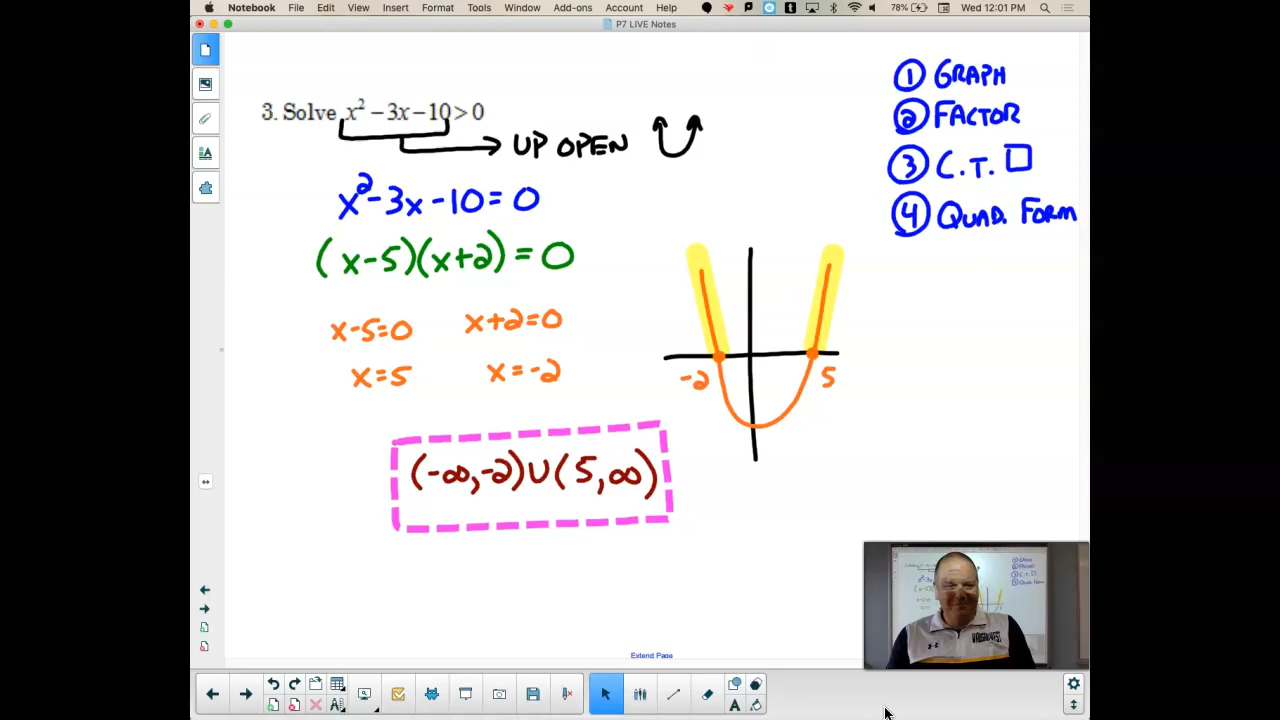 Notebook File Edit View Insert Format Tools Window Add-ons Account Help 78% Wed 12:01 PM
P7 LIVE Notes
3. Solve x² – 3x – 10 > 0
UP OPEN
x²-3x-10=0
(x-5)(x+2)=0
x-5=0 x+2=0
x=5 x=-2
(-∞,-2)∪(5,∞)
① GRAPH
② FACTOR
③ C.T. □
④ QUAD. FORM
-2 5
Extend Page